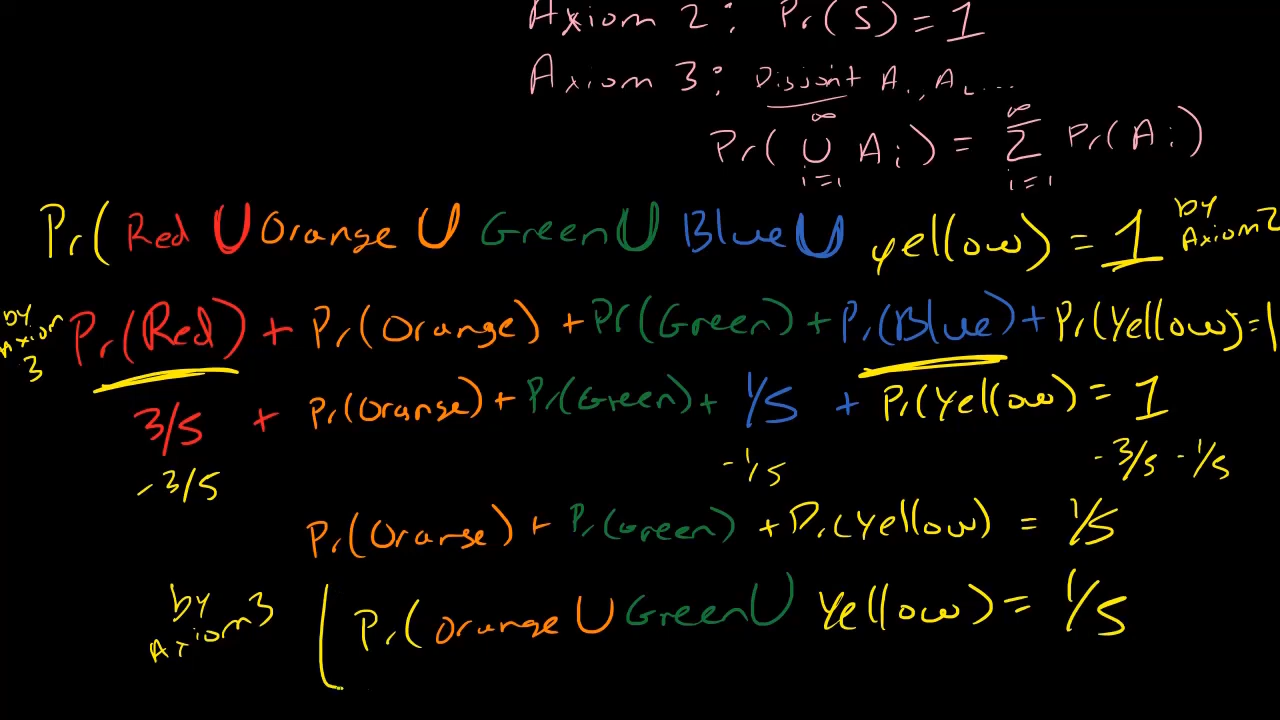 Axiom 2: Pr(S) = 1
Axiom 3: Disjoint A₁, A₂ ...
Pr(∪ᵢ₌₁^∞ Aᵢ) = Σᵢ₌₁^∞ Pr(Aᵢ)
Pr(Red ∪ Orange ∪ Green ∪ Blue ∪ yellow) = 1 by Axiom 2
by Axiom 3 Pr(Red) + Pr(Orange) + Pr(Green) + Pr(Blue) + Pr(Yellow) = 1
3/5 + Pr(Orange) + Pr(Green) + 1/5 + Pr(Yellow) = 1
-3/5 -1/5 -3/5 -1/5
Pr(Orange) + Pr(Green) + Pr(Yellow) = 1/5
by Axiom 3 Pr(Orange ∪ Green ∪ Yellow) = 1/5